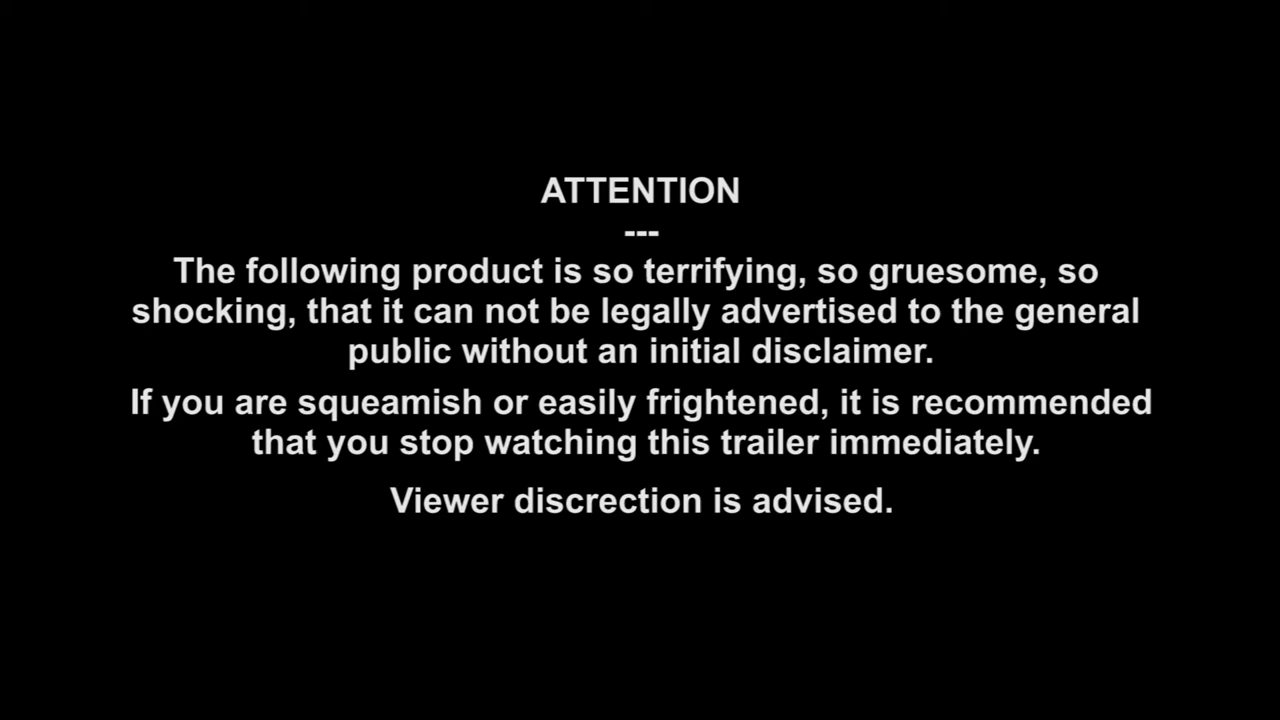 ATTENTION
---
The following product is so terrifying, so gruesome, so
shocking, that it can not be legally advertised to the general
public without an initial disclaimer.
If you are squeamish or easily frightened, it is recommended
that you stop watching this trailer immediately.
Viewer discrection is advised.